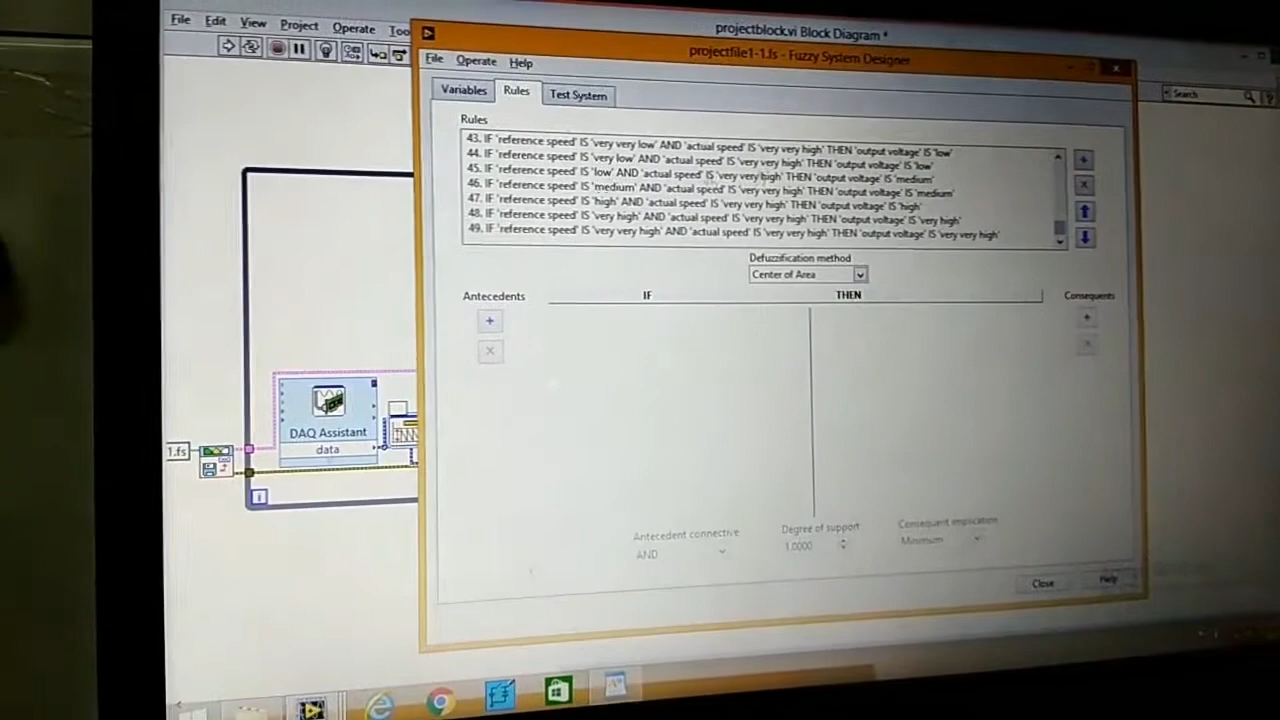 projectblock.vi Block Diagram *
File Edit View Project Operate Too
Search
projectfile1-1.fs - Fuzzy System Designer
File Operate Help
Variables Rules Test System
Rules
43. IF 'reference speed' IS 'very very low' AND 'actual speed' IS 'very very high' THEN 'output voltage' IS 'low'
44. IF 'reference speed' IS 'very low' AND 'actual speed' IS 'very very high' THEN 'output voltage' IS 'low'
45. IF 'reference speed' IS 'low' AND 'actual speed' IS 'very very high' THEN 'output voltage' IS 'medium'
46. IF 'reference speed' IS 'medium' AND 'actual speed' IS 'very very high' THEN 'output voltage' IS 'medium'
47. IF 'reference speed' IS 'high' AND 'actual speed' IS 'very very high' THEN 'output voltage' IS 'high'
48. IF 'reference speed' IS 'very high' AND 'actual speed' IS 'very very high' THEN 'output voltage' IS 'very high'
49. IF 'reference speed' IS 'very very high' AND 'actual speed' IS 'very very high' THEN 'output voltage' IS 'very very high'
Defuzzification method
Center of Area
Antecedents IF THEN Consequents
DAQ Assistant
data
1.fs
i
Antecedent connective Degree of support Consequent implication
AND 1.0000 Minimum
Close Help